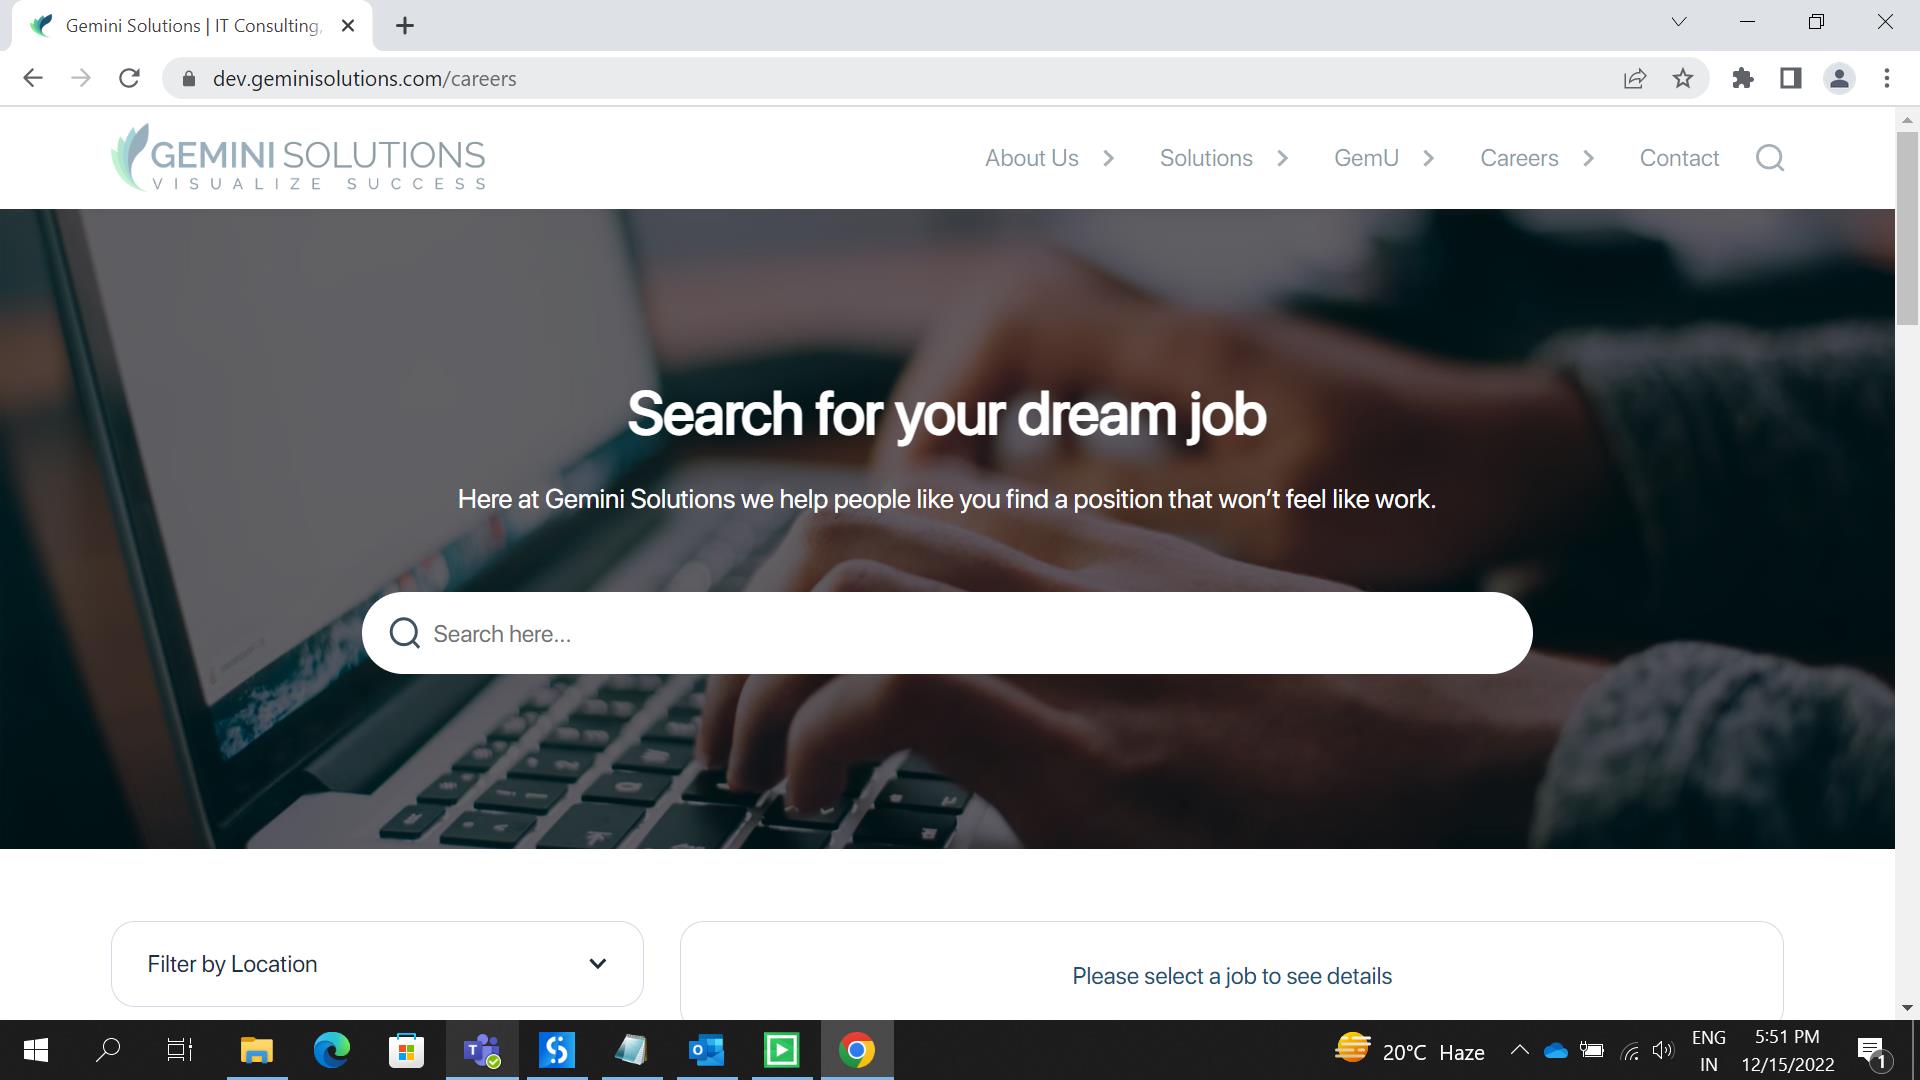 Gemini Solutions | IT Consulting,
dev.geminisolutions.com/careers
GEMINI SOLUTIONS
VISUALIZE SUCCESS
About Us
Solutions
GemU
Careers
Contact
Search for your dream job
Here at Gemini Solutions we help people like you find a position that won’t feel like work.
Search here...
Filter by Location
Please select a job to see details
20°C Haze
ENG
IN
5:51 PM
12/15/2022
1